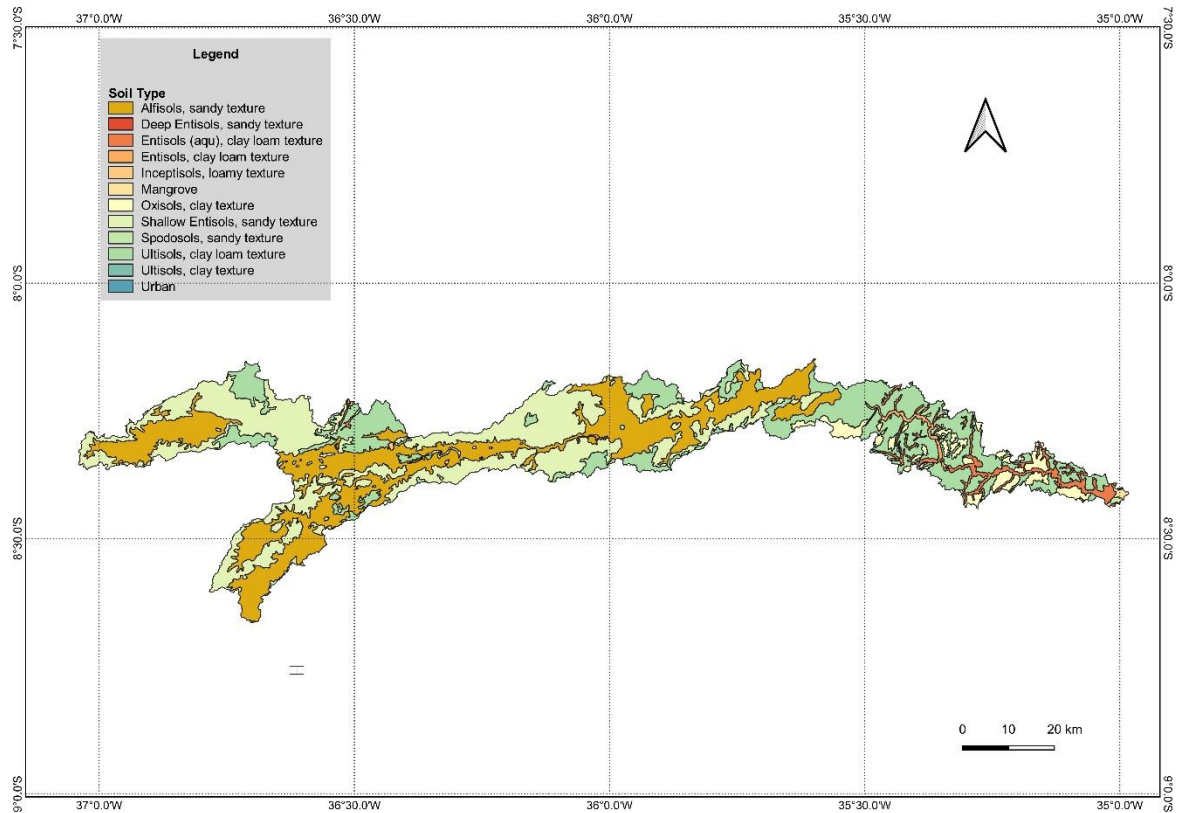 37°0.0'W 36°30.0'W 36°0.0'W 35°30.0'W 35°0.0'W
7°30.0'S 7°30.0'S
Legend
Soil Type
Alfisols, sandy texture
Deep Entisols, sandy texture
Entisols (aqu), clay loam texture
Entisols, clay loam texture
Inceptisols, loamy texture
Mangrove
Oxisols, clay texture
Shallow Entisols, sandy texture
Spodosols, sandy texture
Ultisols, clay loam texture
Ultisols, clay texture
Urban
8°0.0'S 8°0.0'S
8°30.0'S 8°30.0'S
0 10 20 km
9°0.0'S 9°0.0'S
37°0.0'W 36°30.0'W 36°0.0'W 35°30.0'W 35°0.0'W